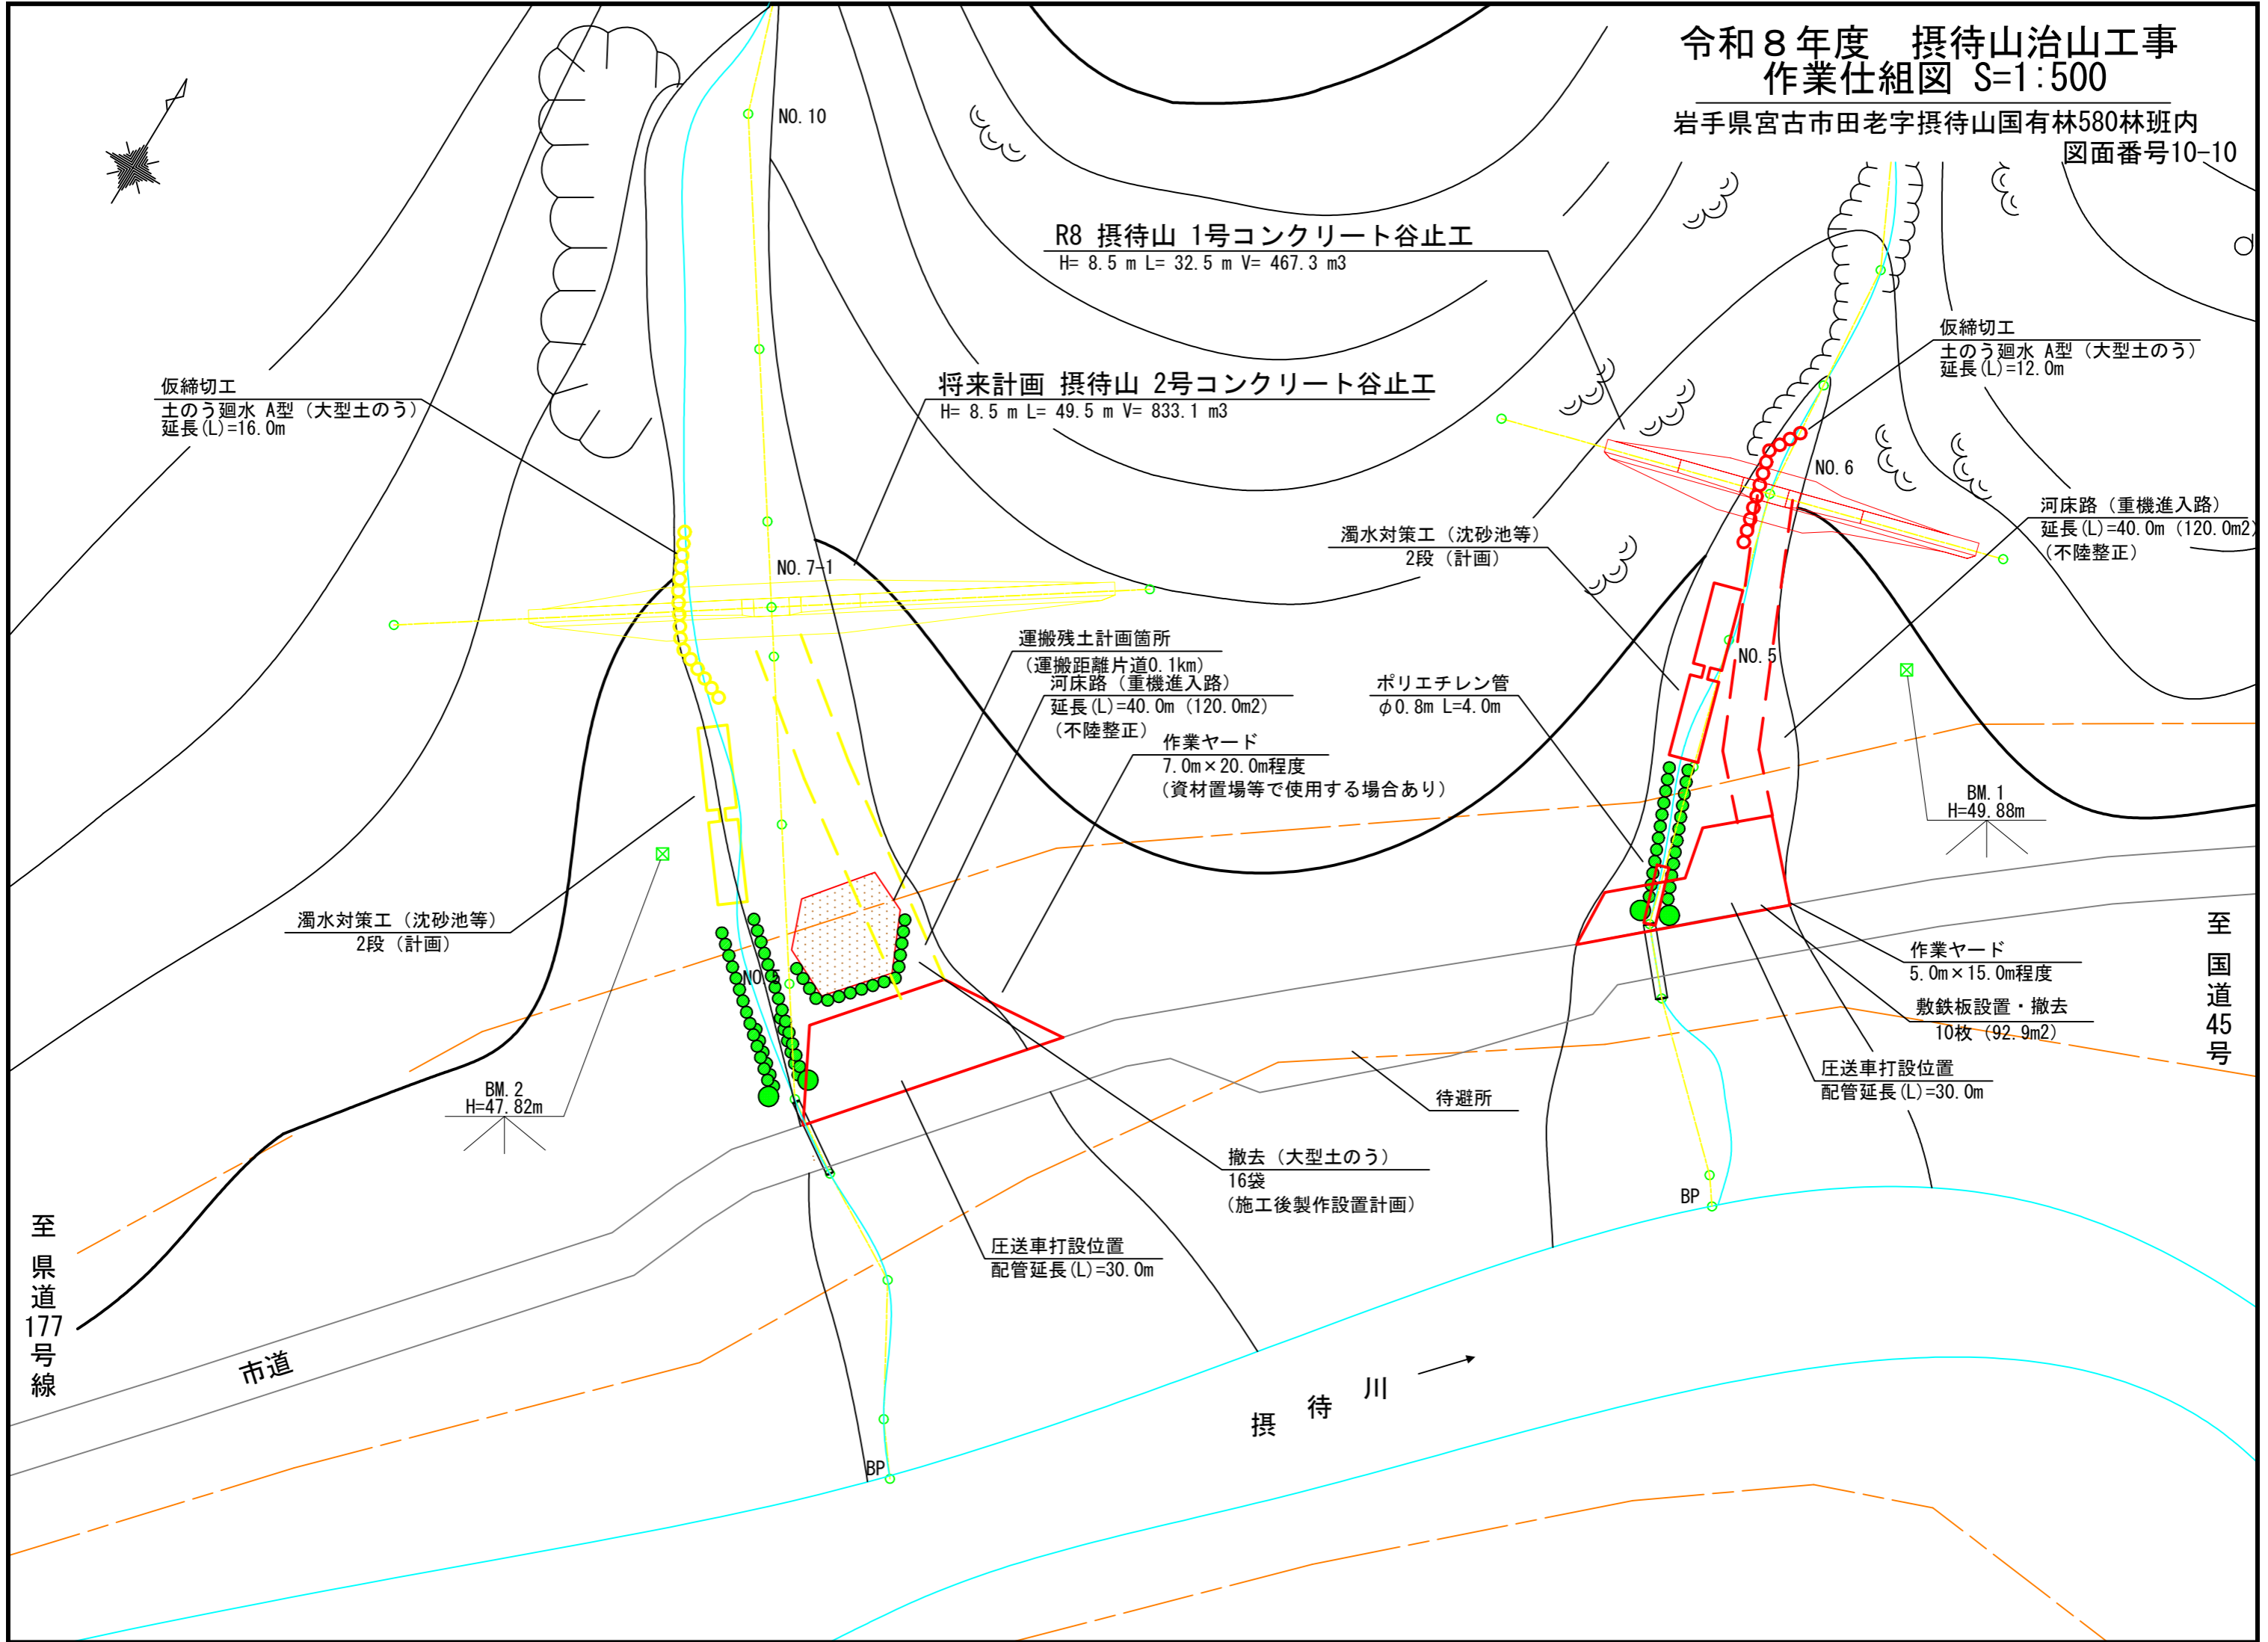 令和８年度　摂待山治山工事
作業仕組図 S=1:500
岩手県宮古市田老字摂待山国有林580林班内
図面番号10-10
NO.10
R8 摂待山 1号コンクリート谷止工
H= 8.5 m L= 32.5 m V= 467.3 m3
仮締切工
土のう廻水 A型（大型土のう）
延長(L)=12.0m
仮締切工
土のう廻水 A型（大型土のう）
延長(L)=16.0m
将来計画 摂待山 2号コンクリート谷止工
H= 8.5 m L= 49.5 m V= 833.1 m3
NO.6
河床路（重機進入路）
延長(L)=40.0m（120.0m2）
（不陸整正）
濁水対策工（沈砂池等）
2段（計画）
NO.7-1
運搬残土計画箇所
（運搬距離片道0.1km）
河床路（重機進入路）
延長(L)=40.0m（120.0m2）
（不陸整正）
NO.5
ポリエチレン管
φ0.8m L=4.0m
作業ヤード
7.0m×20.0m程度
（資材置場等で使用する場合あり）
BM.1
H=49.88m
濁水対策工（沈砂池等）
2段（計画）
NO.5
作業ヤード
5.0m×15.0m程度
敷鉄板設置・撤去
10枚（92.9m2）
至 国道45号
圧送車打設位置
配管延長(L)=30.0m
BM.2
H=47.82m
待避所
撤去（大型土のう）
16袋
（施工後製作設置計画）
BP
圧送車打設位置
配管延長(L)=30.0m
至 県道177号線
市道
摂待川
BP